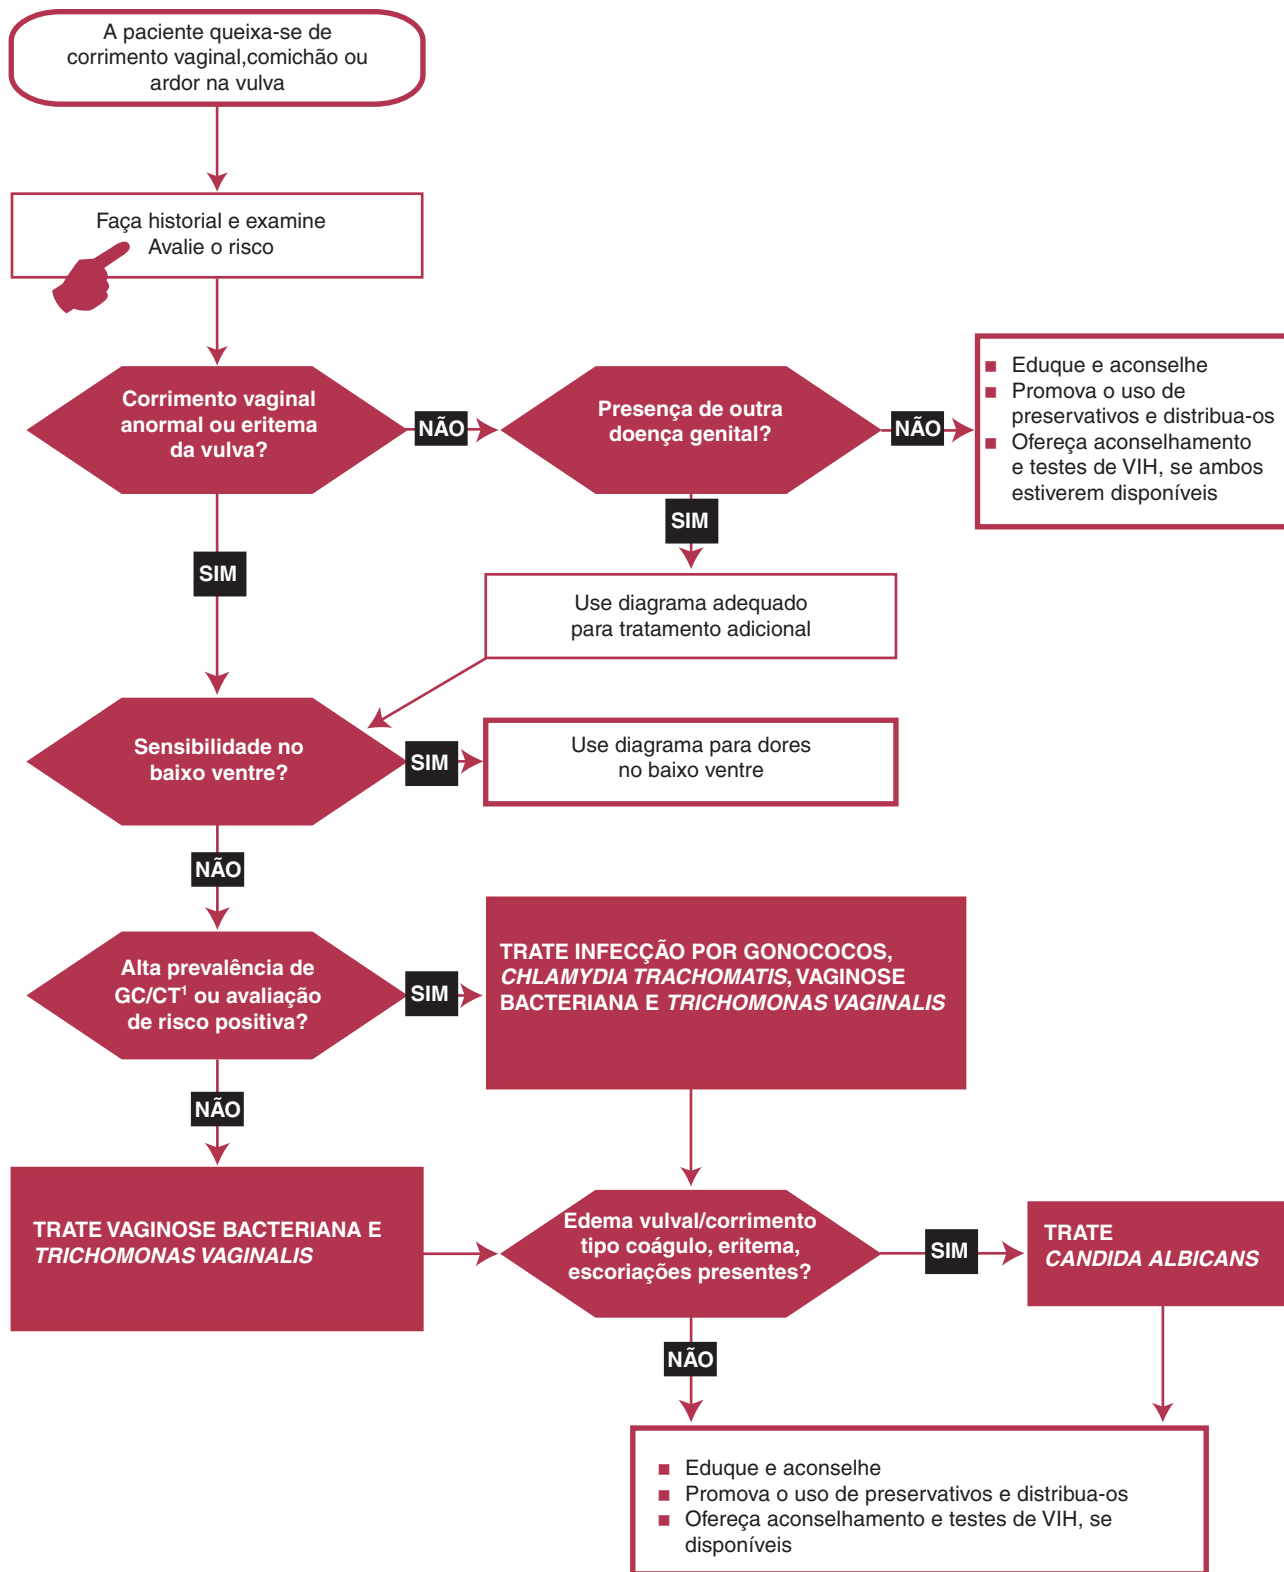 A paciente queixa-se de
corrimento vaginal,comichão ou
ardor na vulva
Faça historial e examine
Avalie o risco
Corrimento vaginal
anormal ou eritema
da vulva?
NÃO
Presença de outra
doença genital?
NÃO
■ Eduque e aconselhe
■ Promova o uso de
preservativos e distribua-os
■ Ofereça aconselhamento
e testes de VIH, se ambos
estiverem disponíveis
SIM
SIM
Use diagrama adequado
para tratamento adicional
Sensibilidade no
baixo ventre?
SIM
Use diagrama para dores
no baixo ventre
NÃO
Alta prevalência de
GC/CT¹ ou avaliação
de risco positiva?
SIM
TRATE INFECÇÃO POR GONOCOCOS,
CHLAMYDIA TRACHOMATIS, VAGINOSE
BACTERIANA E TRICHOMONAS VAGINALIS
NÃO
TRATE VAGINOSE BACTERIANA E
TRICHOMONAS VAGINALIS
Edema vulval/corrimento
tipo coágulo, eritema,
escoriações presentes?
SIM
TRATE
CANDIDA ALBICANS
NÃO
■ Eduque e aconselhe
■ Promova o uso de preservativos e distribua-os
■ Ofereça aconselhamento e testes de VIH, se
disponíveis